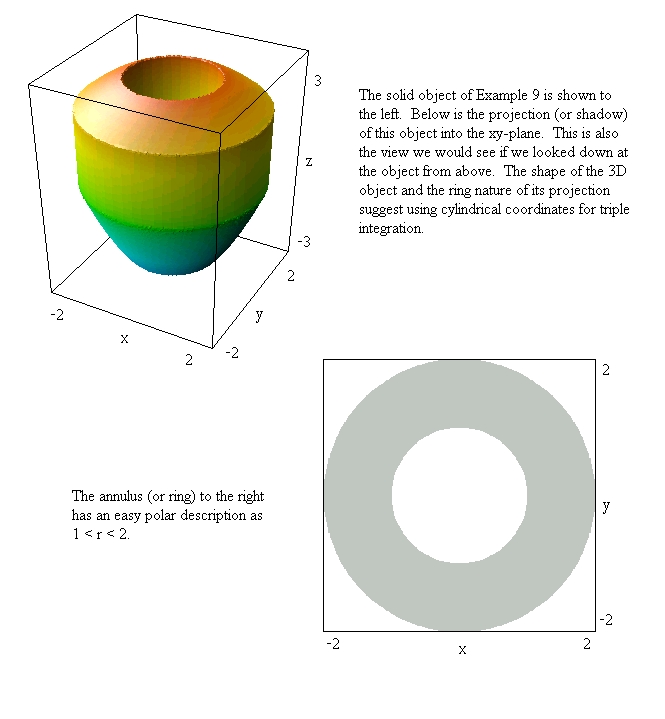 3
z
-3
2
y
-2
x
2
-2
The solid object of Example 9 is shown to
the left.  Below is the projection (or shadow)
of this object into the xy-plane.  This is also
the view we would see if we looked down at
the object from above.  The shape of the 3D
object and the ring nature of its projection
suggest using cylindrical coordinates for triple
integration.
The annulus (or ring) to the right
has an easy polar description as
1 < r < 2.
2
y
-2
-2
x
2